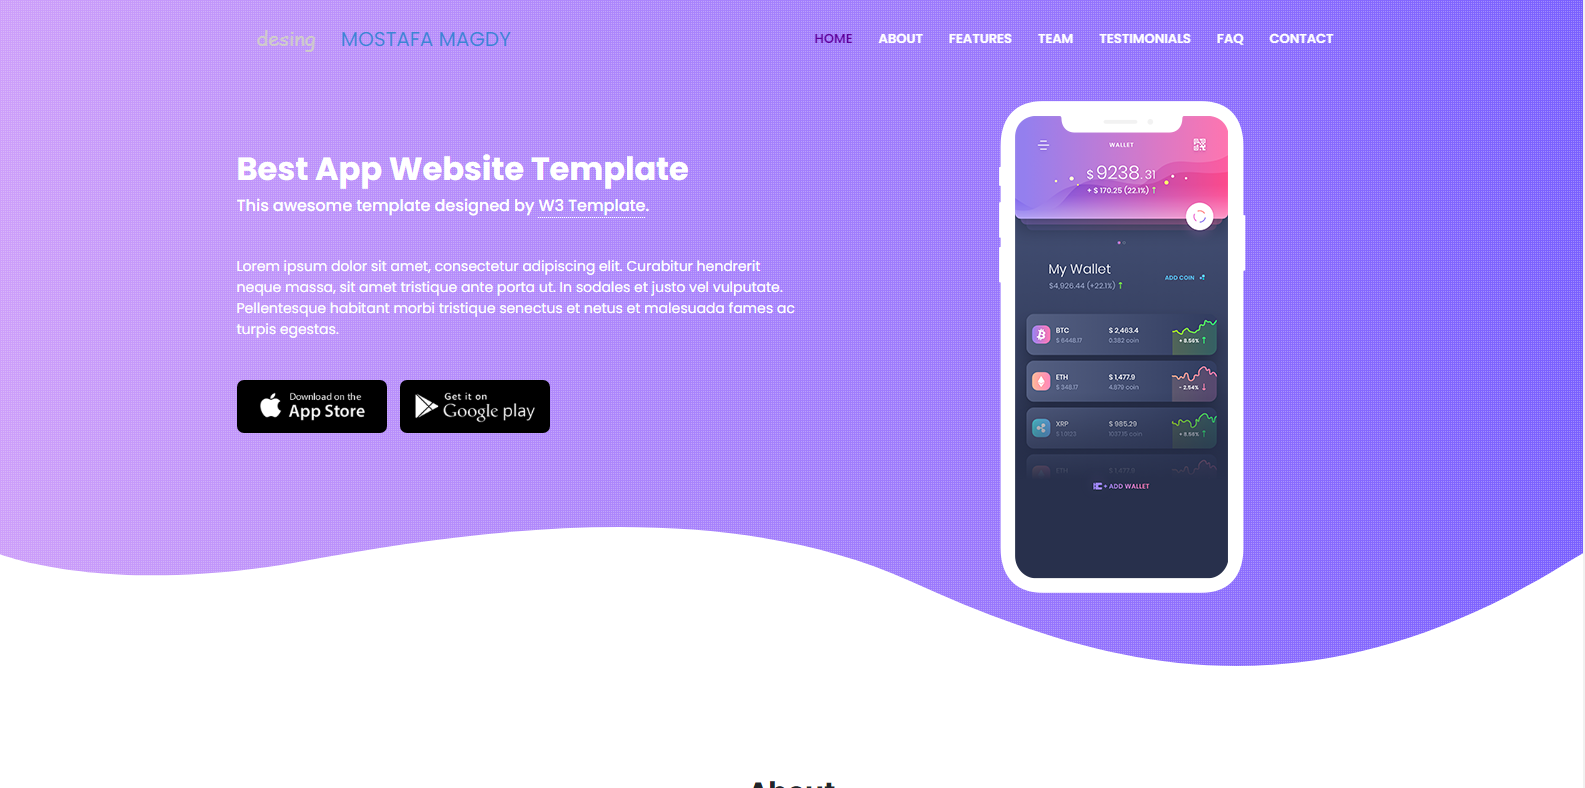 desing MOSTAFA MAGDY
HOME ABOUT FEATURES TEAM TESTIMONIALS FAQ CONTACT
Best App Website Template
This awesome template designed by W3 Template.
Lorem ipsum dolor sit amet, consectetur adipiscing elit. Curabitur hendrerit
neque massa, sit amet tristique ante porta ut. In sodales et justo vel vulputate.
Pellentesque habitant morbi tristique senectus et netus et malesuada fames ac
turpis egestas.
Download on the
App Store
Get it on
Google play
WALLET
$ 9238.31
+ $ 170.25 (22.1%) ↑
My Wallet
ADD COIN
$4,926.44 (+22.1%) ↑
BTC $ 2,463.4
$ 6448.17 0.382 coin + 8.56% ↑
ETH $ 1,477.9
$ 348.17 4.879 coin - 2.54% ↓
XRP $ 985.29
$ 1.0123 1037.15 coin + 8.56% ↑
ETH $ 1,477.9
+ ADD WALLET
About